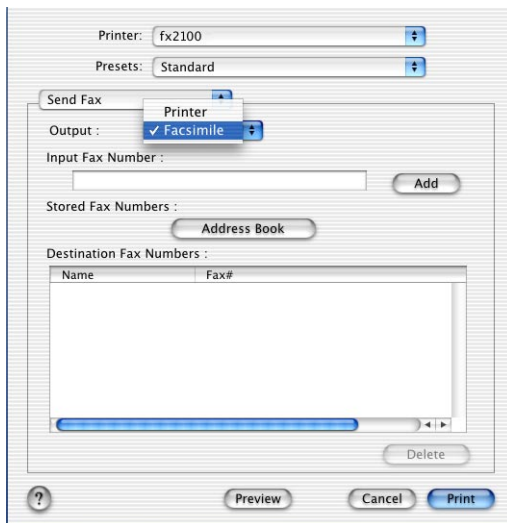 Printer: fx2100
Presets: Standard
Send Fax
Printer
Output : ✓ Facsimile
Input Fax Number :
Add
Stored Fax Numbers :
Address Book
Destination Fax Numbers :
Name Fax#
Delete
? Preview Cancel Print